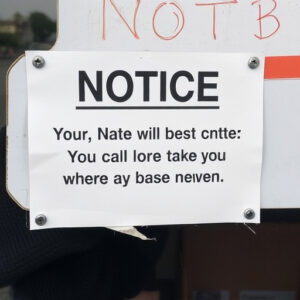 NOTB
NOTICE
Your, Nate will best cntte:
You call lore take you
where ay base neiven.